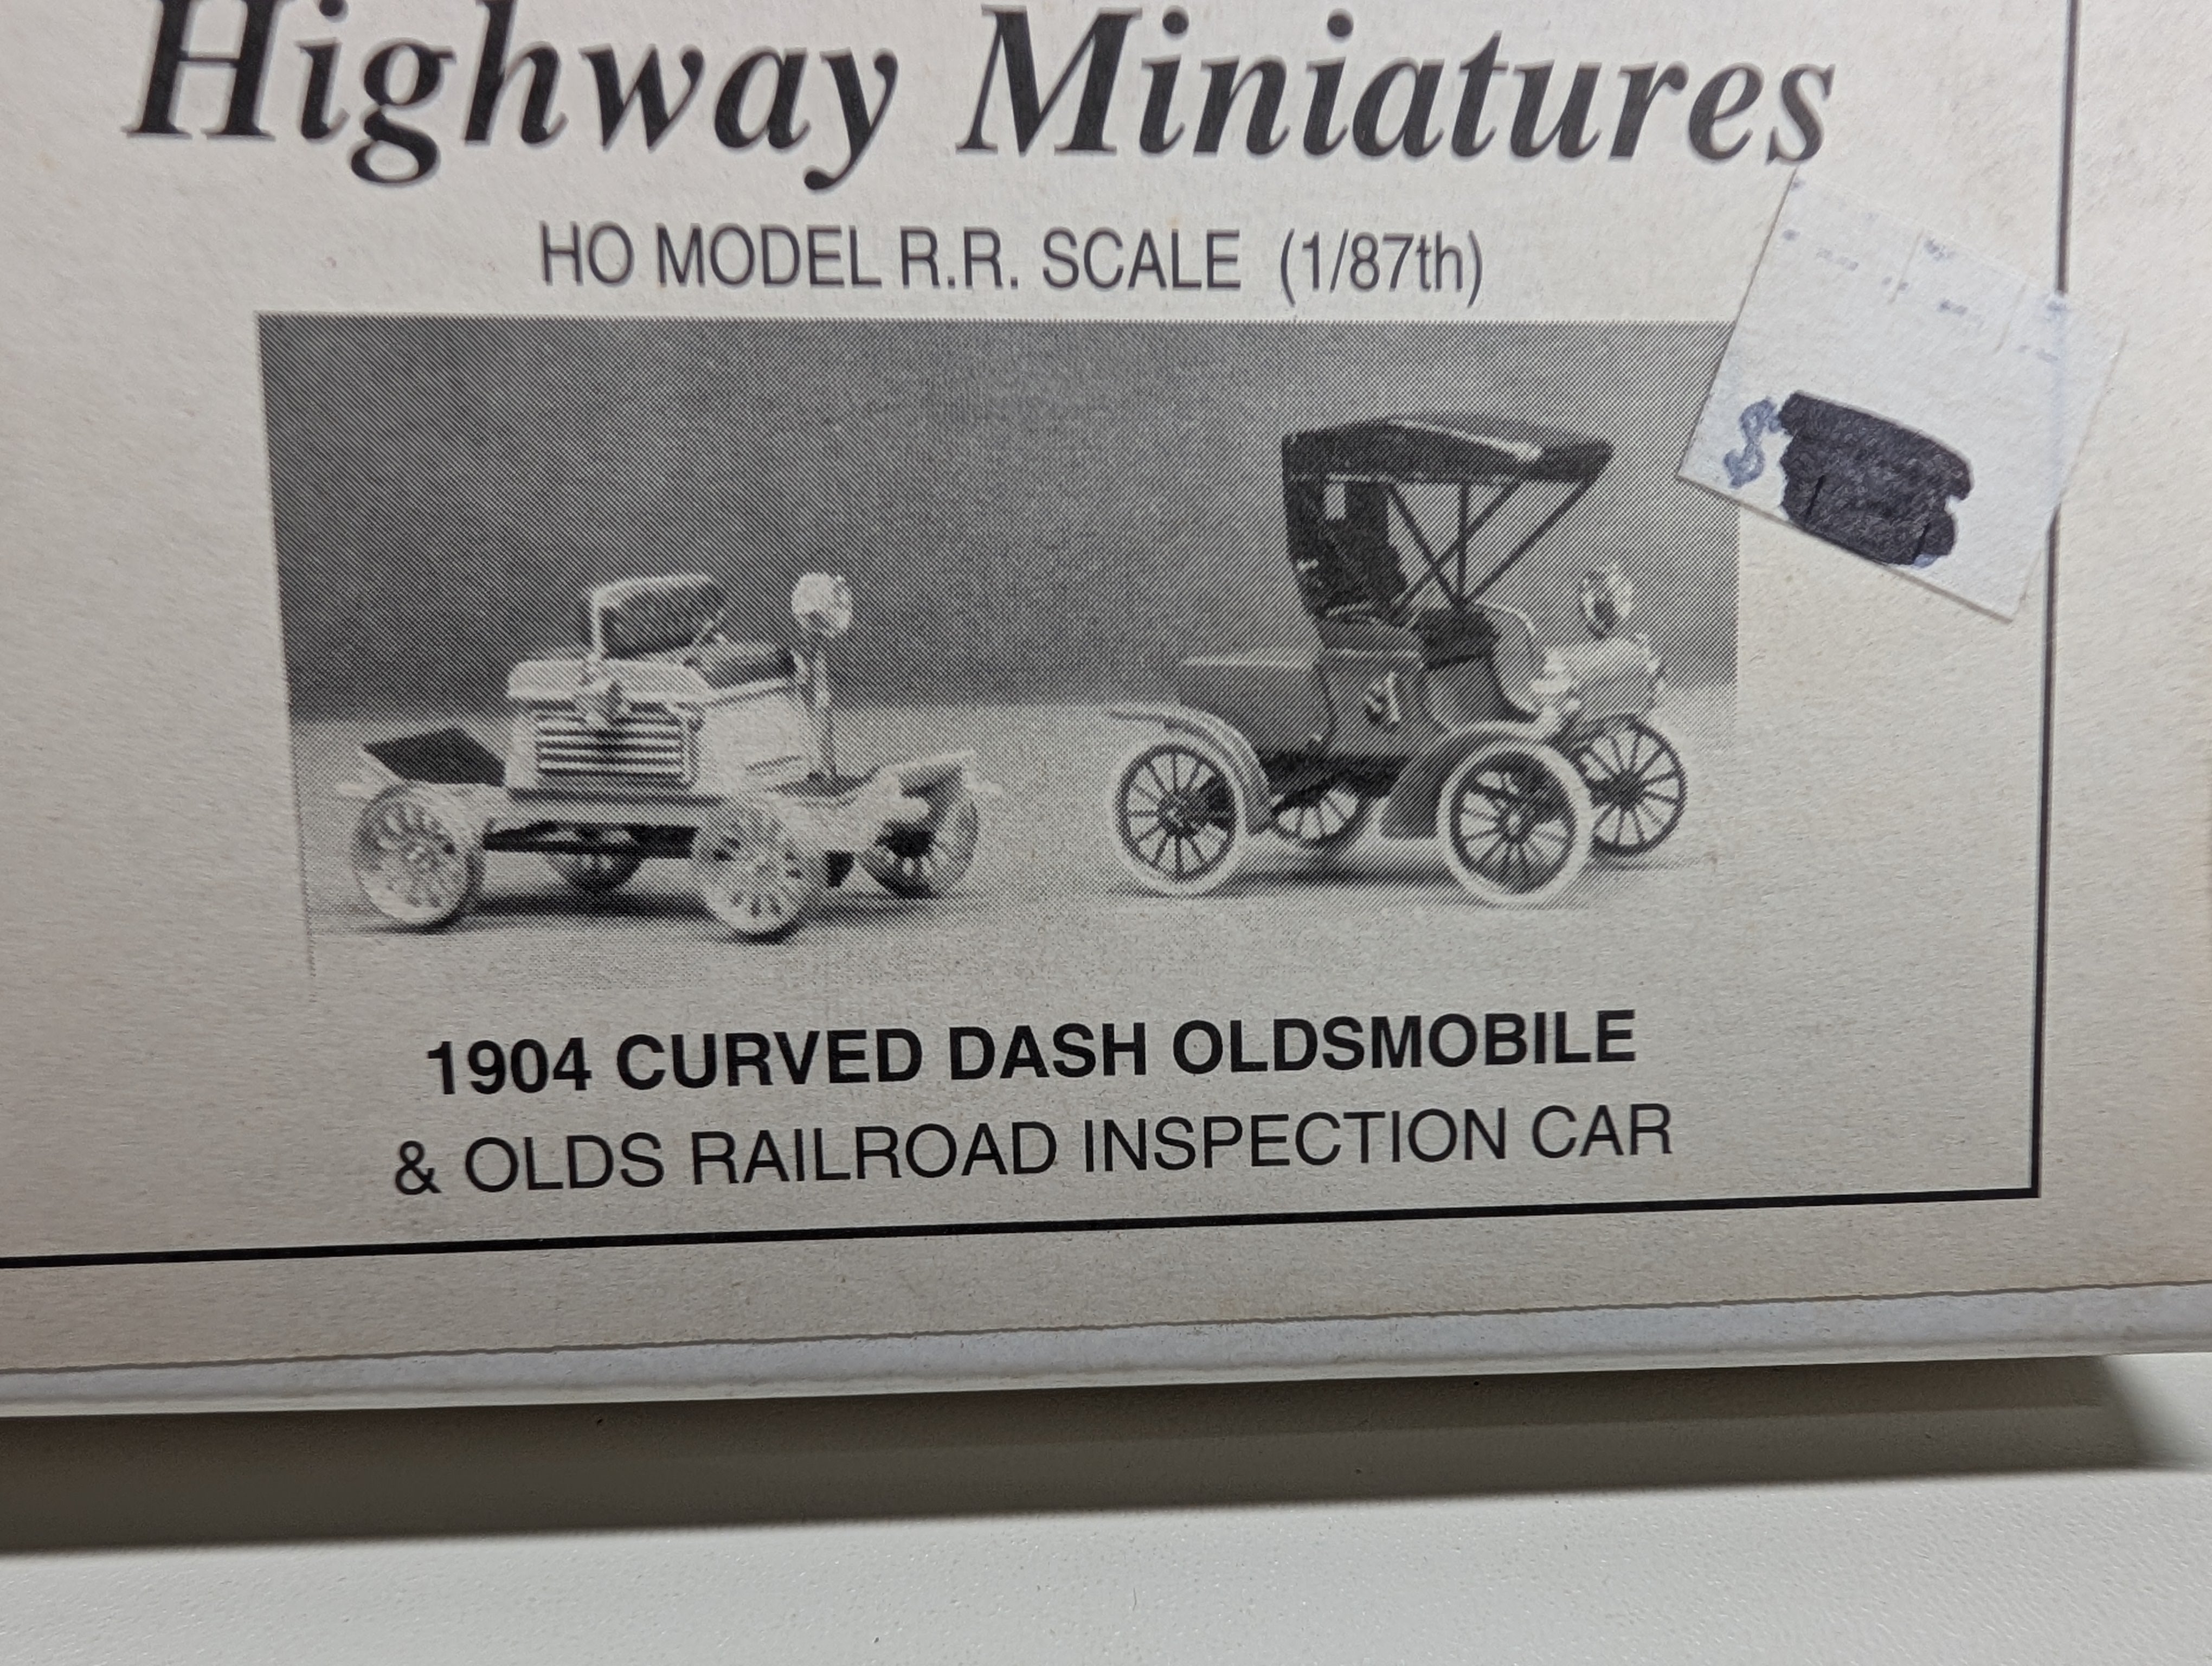 Highway Miniatures
HO MODEL R.R. SCALE (1/87th)
$
1904 CURVED DASH OLDSMOBILE
& OLDS RAILROAD INSPECTION CAR